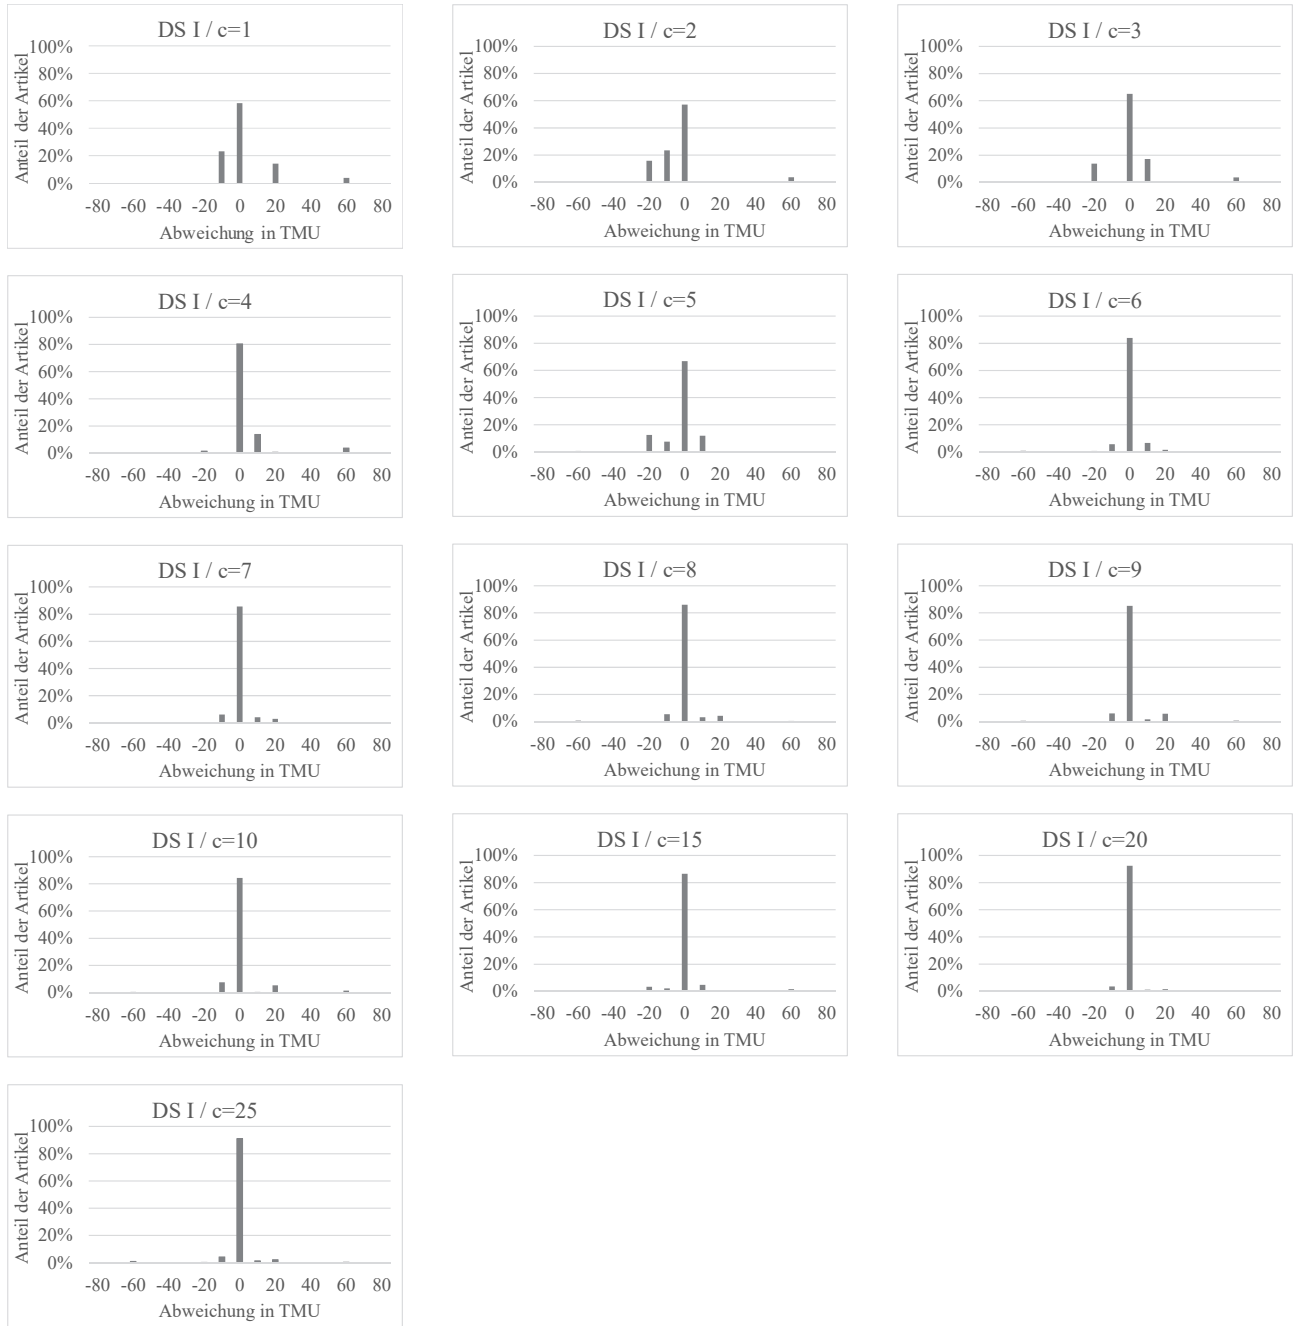 DS I / c=1
Anteil der Artikel
100%
80%
60%
40%
20%
0%
-80 -60 -40 -20 0 20 40 60 80
Abweichung in TMU
DS I / c=2
Anteil der Artikel
100%
80%
60%
40%
20%
0%
-80 -60 -40 -20 0 20 40 60 80
Abweichung in TMU
DS I / c=3
Anteil der Artikel
100%
80%
60%
40%
20%
0%
-80 -60 -40 -20 0 20 40 60 80
Abweichung in TMU
DS I / c=4
Anteil der Artikel
100%
80%
60%
40%
20%
0%
-80 -60 -40 -20 0 20 40 60 80
Abweichung in TMU
DS I / c=5
Anteil der Artikel
100%
80%
60%
40%
20%
0%
-80 -60 -40 -20 0 20 40 60 80
Abweichung in TMU
DS I / c=6
Anteil der Artikel
100%
80%
60%
40%
20%
0%
-80 -60 -40 -20 0 20 40 60 80
Abweichung in TMU
DS I / c=7
Anteil der Artikel
100%
80%
60%
40%
20%
0%
-80 -60 -40 -20 0 20 40 60 80
Abweichung in TMU
DS I / c=8
Anteil der Artikel
100%
80%
60%
40%
20%
0%
-80 -60 -40 -20 0 20 40 60 80
Abweichung in TMU
DS I / c=9
Anteil der Artikel
100%
80%
60%
40%
20%
0%
-80 -60 -40 -20 0 20 40 60 80
Abweichung in TMU
DS I / c=10
Anteil der Artikel
100%
80%
60%
40%
20%
0%
-80 -60 -40 -20 0 20 40 60 80
Abweichung in TMU
DS I / c=15
Anteil der Artikel
100%
80%
60%
40%
20%
0%
-80 -60 -40 -20 0 20 40 60 80
Abweichung in TMU
DS I / c=20
Anteil der Artikel
100%
80%
60%
40%
20%
0%
-80 -60 -40 -20 0 20 40 60 80
Abweichung in TMU
DS I / c=25
Anteil der Artikel
100%
80%
60%
40%
20%
0%
-80 -60 -40 -20 0 20 40 60 80
Abweichung in TMU